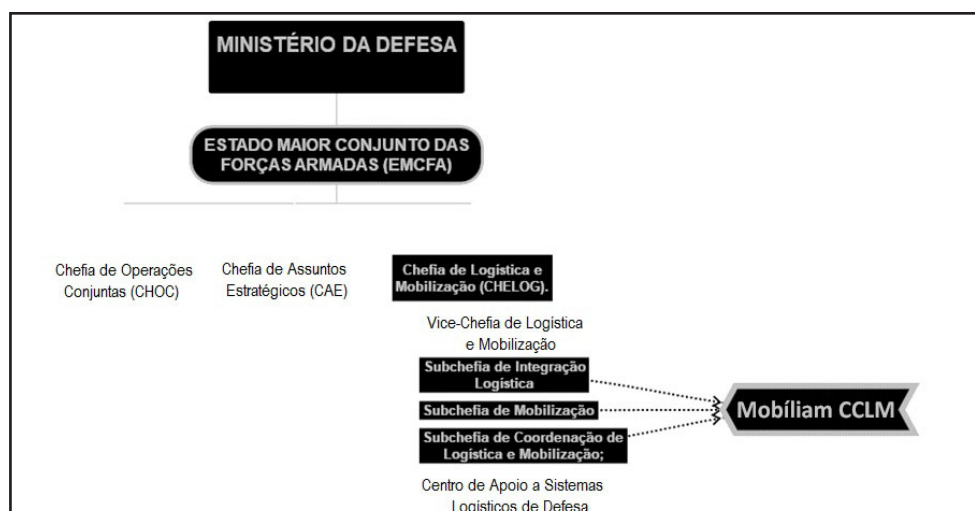 MINISTÉRIO DA DEFESA
ESTADO MAIOR CONJUNTO DAS
FORÇAS ARMADAS (EMCFA)
Chefia de Operações
Conjuntas (CHOC)
Chefia de Assuntos
Estratégicos (CAE)
Chefia de Logística e
Mobilização (CHELOG).
Vice-Chefia de Logística
e Mobilização
Subchefia de Integração
Logística
Subchefia de Mobilização
Subchefia de Coordenação de
Logística e Mobilização;
Mobíliam CCLM
Centro de Apoio a Sistemas
Logísticos de Defesa